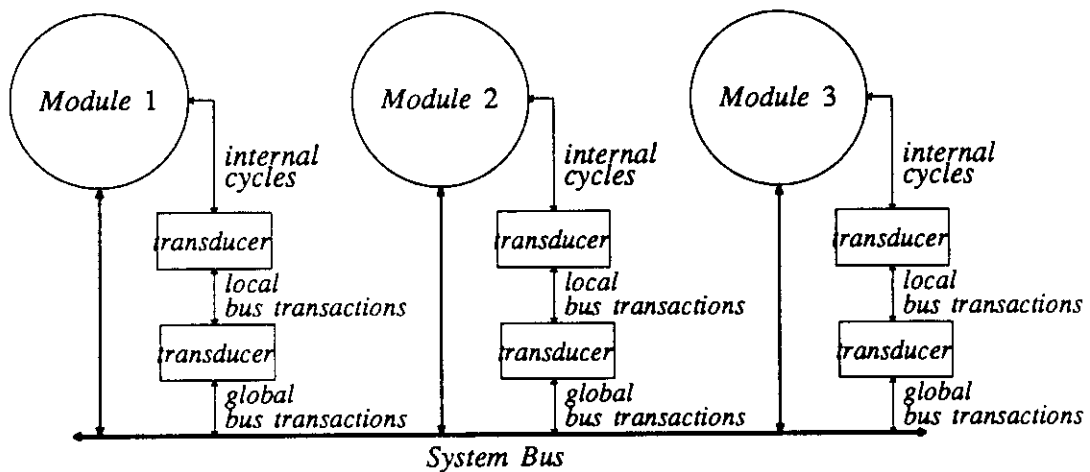 Module 1
Module 2
Module 3
internal
cycles
internal
cycles
internal
cycles
transducer
transducer
transducer
local
bus transactions
local
bus transactions
local
bus transactions
transducer
transducer
transducer
global
bus transactions
global
bus transactions
global
bus transactions
System Bus